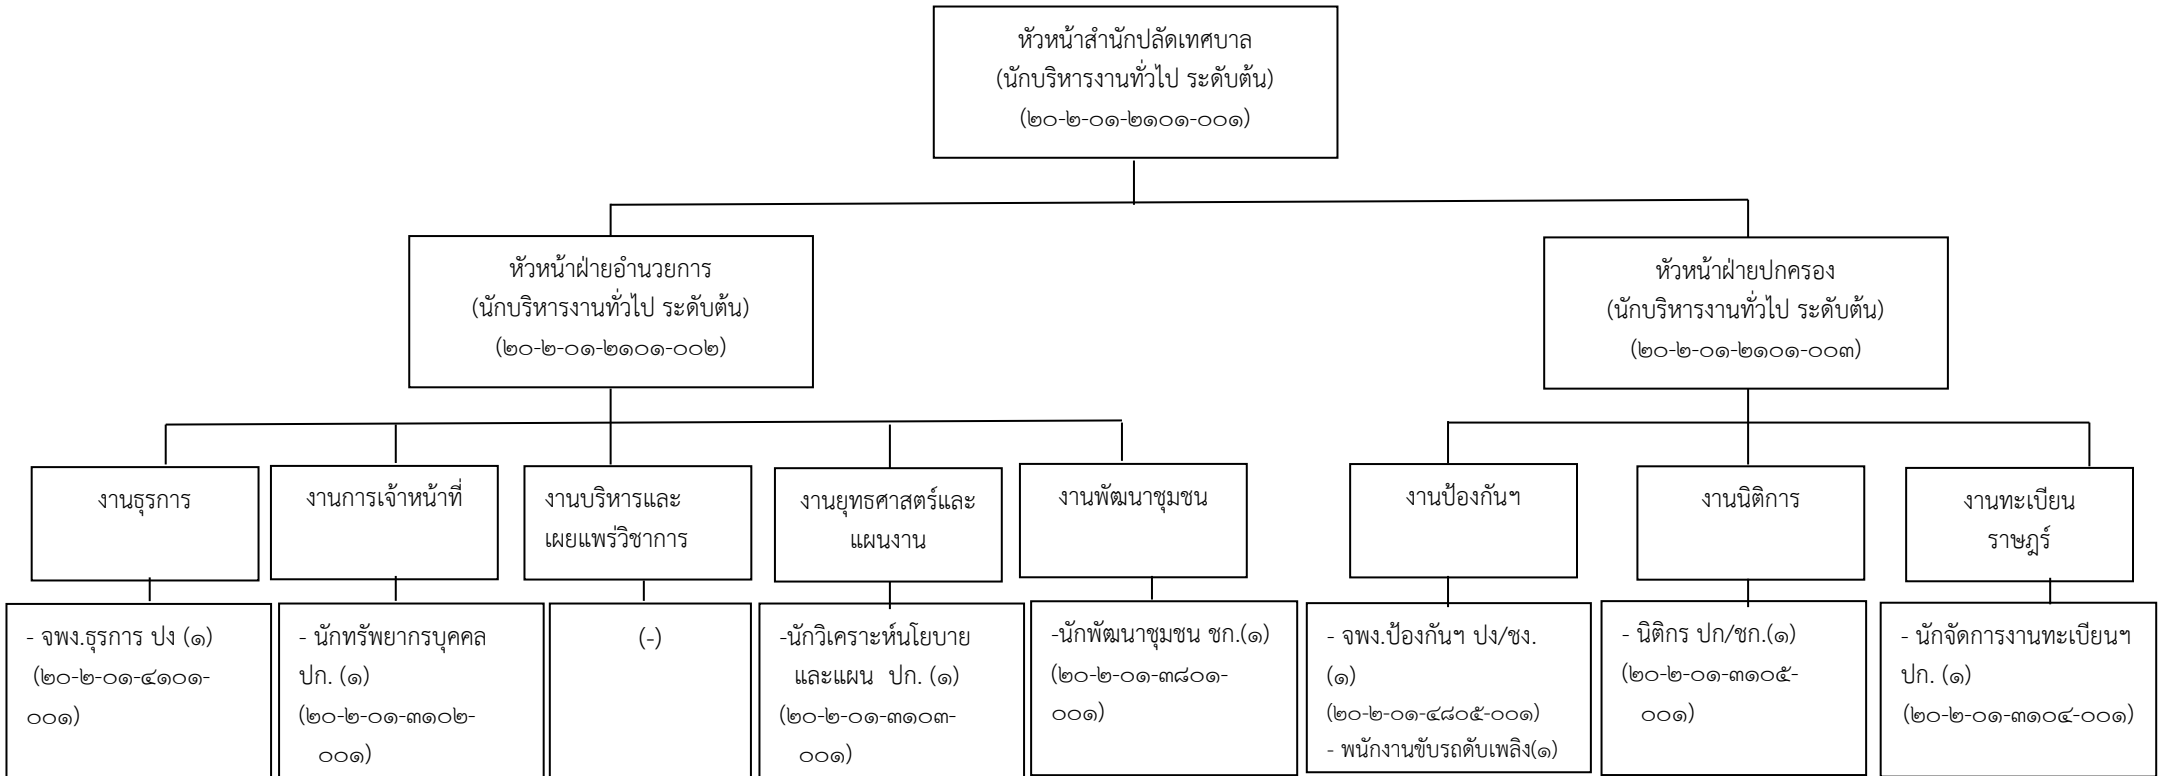 หัวหน้าสำนักปลัดเทศบาล
(นักบริหารงานทั่วไป ระดับต้น)
(๒๐-๒-๐๑-๒๑๐๑-๐๐๑)
หัวหน้าฝ่ายอำนวยการ
(นักบริหารงานทั่วไป ระดับต้น)
(๒๐-๒-๐๑-๒๑๐๑-๐๐๒)
หัวหน้าฝ่ายปกครอง
(นักบริหารงานทั่วไป ระดับต้น)
(๒๐-๒-๐๑-๒๑๐๑-๐๐๓)
งานธุรการ
งานการเจ้าหน้าที่
งานบริหารและ
เผยแพร่วิชาการ
งานยุทธศาสตร์และ
แผนงาน
งานพัฒนาชุมชน
งานป้องกันฯ
งานนิติการ
งานทะเบียน
ราษฎร์
- จพง.ธุรการ ปง (๑)
(๒๐-๒-๐๑-๔๑๐๑-
๐๐๑)
- นักทรัพยากรบุคคล
ปก. (๑)
(๒๐-๒-๐๑-๓๑๐๒-
๐๐๑)
(-)
-นักวิเคราะห์นโยบาย
และแผน ปก. (๑)
(๒๐-๒-๐๑-๓๑๐๓-
๐๐๑)
-นักพัฒนาชุมชน ชก.(๑)
(๒๐-๒-๐๑-๓๘๐๑-
๐๐๑)
- จพง.ป้องกันฯ ปง/ชง.
(๑)
(๒๐-๒-๐๑-๔๘๐๕-๐๐๑)
- พนักงานขับรถดับเพลิง(๑)
- นิติกร ปก/ชก.(๑)
(๒๐-๒-๐๑-๓๑๐๕-
๐๐๑)
- นักจัดการงานทะเบียนฯ
ปก. (๑)
(๒๐-๒-๐๑-๓๑๐๔-๐๐๑)